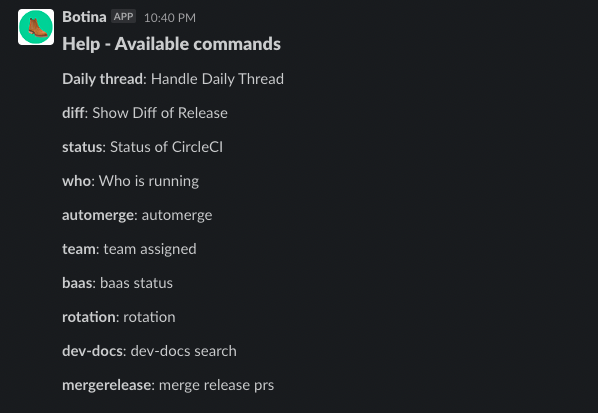 Botina APP 10:40 PM
Help - Available commands
Daily thread: Handle Daily Thread
diff: Show Diff of Release
status: Status of CircleCI
who: Who is running
automerge: automerge
team: team assigned
baas: baas status
rotation: rotation
dev-docs: dev-docs search
mergerelease: merge release prs